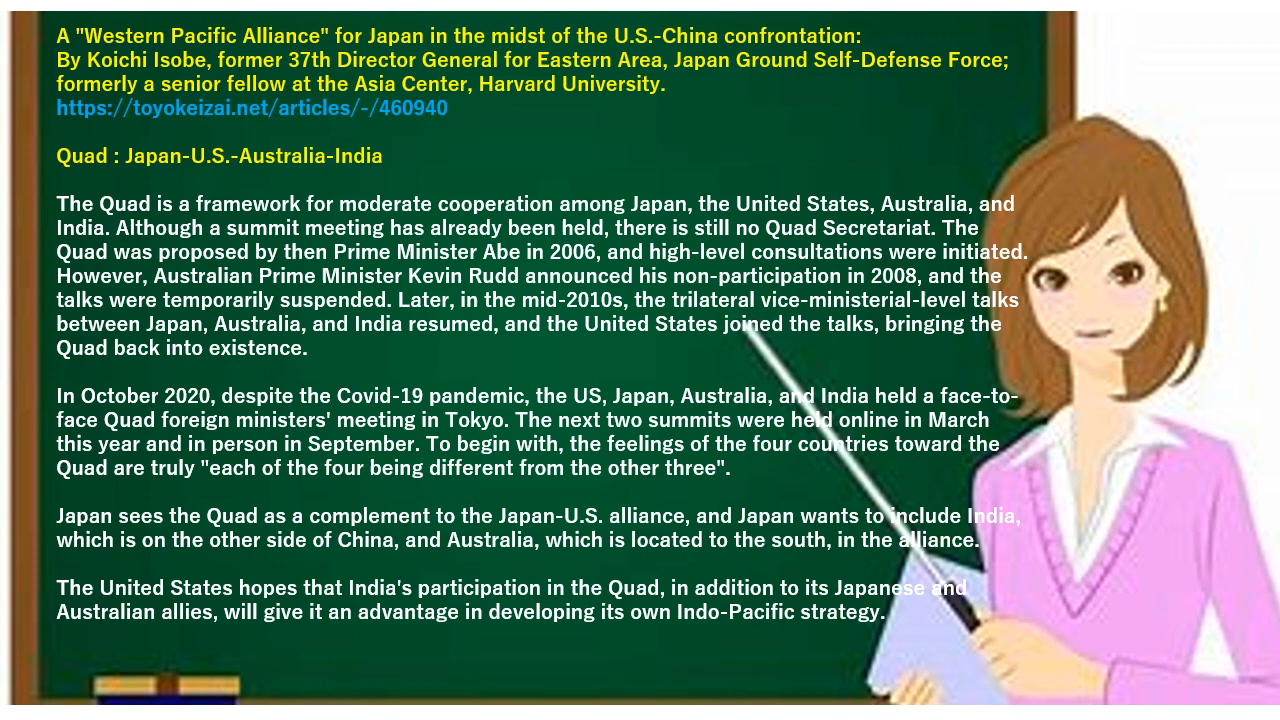 A "Western Pacific Alliance" for Japan in the midst of the U.S.-China confrontation:
By Koichi Isobe, former 37th Director General for Eastern Area, Japan Ground Self-Defense Force;
formerly a senior fellow at the Asia Center, Harvard University.
https://toyokeizai.net/articles/-/460940
Quad : Japan-U.S.-Australia-India
The Quad is a framework for moderate cooperation among Japan, the United States, Australia, and
India. Although a summit meeting has already been held, there is still no Quad Secretariat. The
Quad was proposed by then Prime Minister Abe in 2006, and high-level consultations were initiated.
However, Australian Prime Minister Kevin Rudd announced his non-participation in 2008, and the
talks were temporarily suspended. Later, in the mid-2010s, the trilateral vice-ministerial-level talks
between Japan, Australia, and India resumed, and the United States joined the talks, bringing the
Quad back into existence.
In October 2020, despite the Covid-19 pandemic, the US, Japan, Australia, and India held a face-to-
face Quad foreign ministers' meeting in Tokyo. The next two summits were held online in March
this year and in person in September. To begin with, the feelings of the four countries toward the
Quad are truly "each of the four being different from the other three".
Japan sees the Quad as a complement to the Japan-U.S. alliance, and Japan wants to include India,
which is on the other side of China, and Australia, which is located to the south, in the alliance.
The United States hopes that India's participation in the Quad, in addition to its Japanese and
Australian allies, will give it an advantage in developing its own Indo-Pacific strategy.